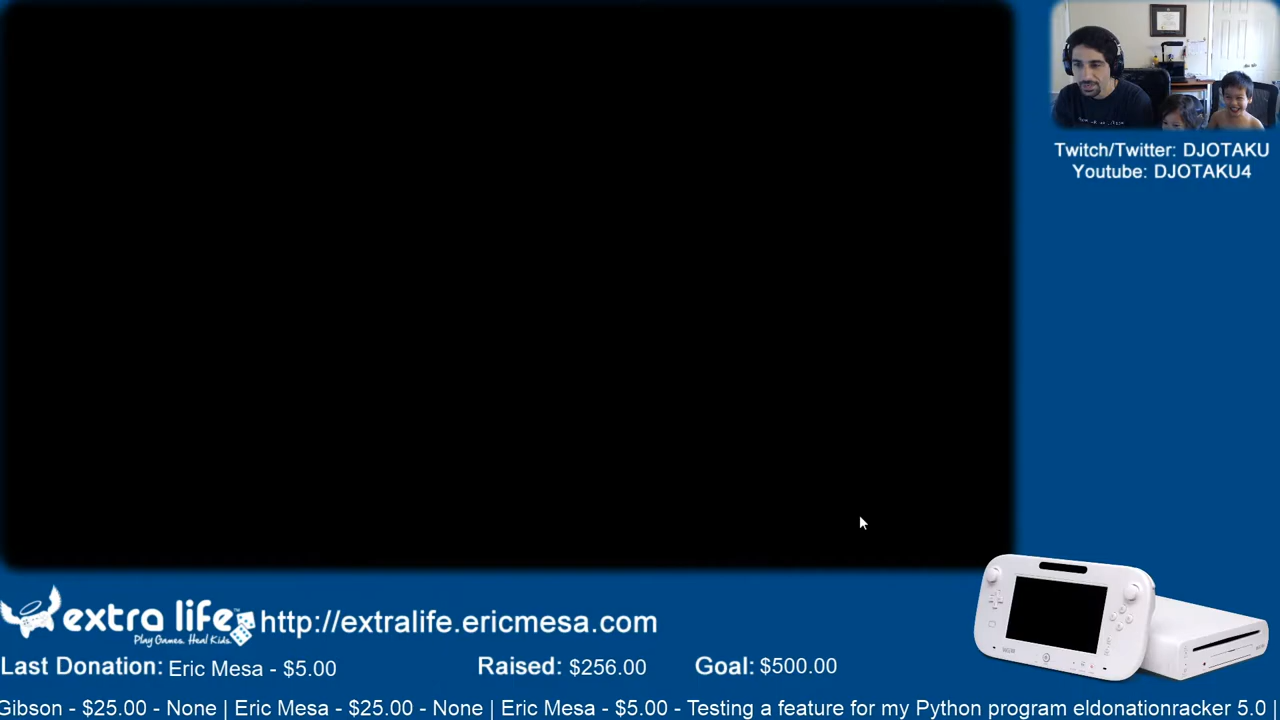 Twitch/Twitter: DJOTAKU
Youtube: DJOTAKU4
extra life
Play Games. Heal Kids.
http://extralife.ericmesa.com
Last Donation: Eric Mesa - $5.00
Raised: $256.00
Goal: $500.00
Gibson - $25.00 - None | Eric Mesa - $25.00 - None | Eric Mesa - $5.00 - Testing a feature for my Python program eldonationracker 5.0 |